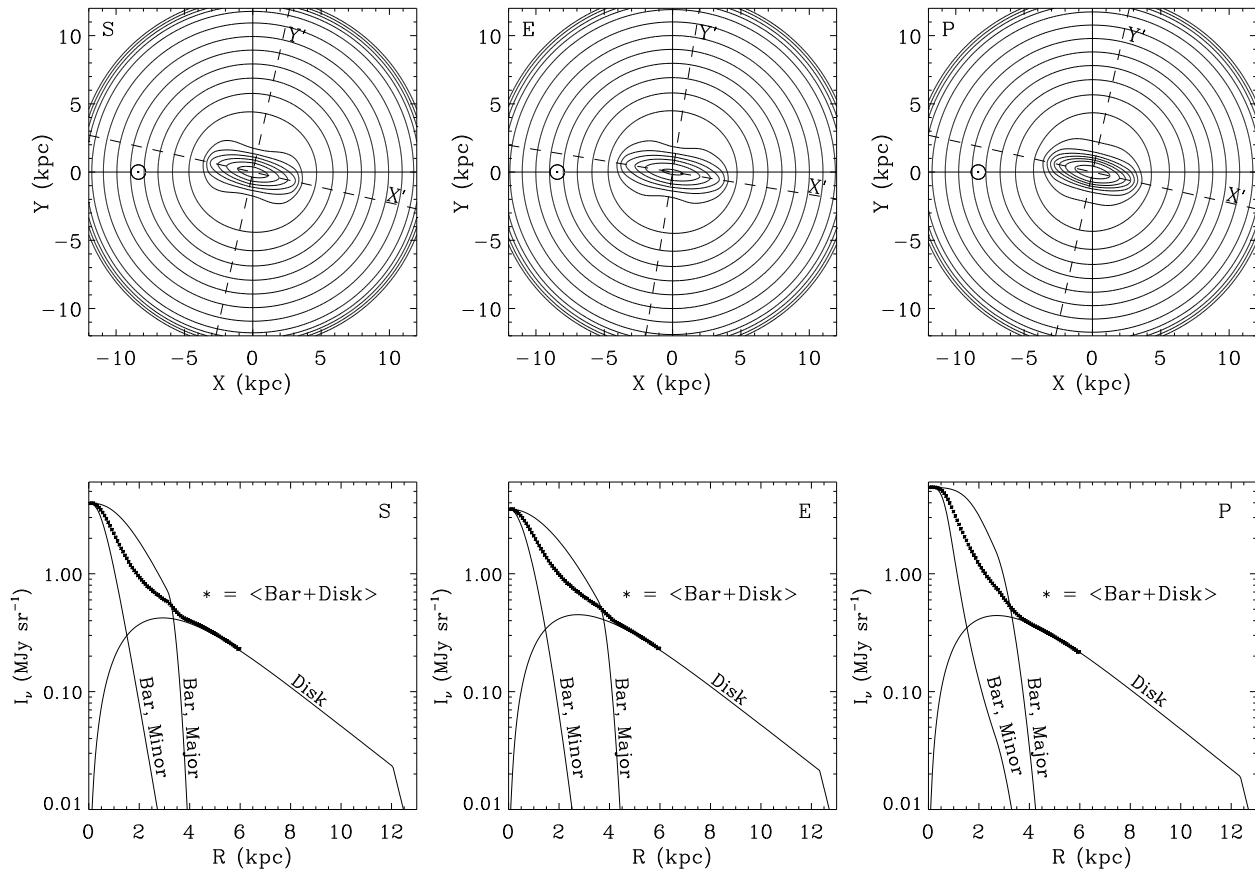 S
Y'
X'
10
5
0
−5
−10
Y (kpc)
−10 −5 0 5 10
X (kpc)
E
Y'
X'
10
5
0
−5
−10
Y (kpc)
−10 −5 0 5 10
X (kpc)
P
Y'
X'
10
5
0
−5
−10
Y (kpc)
−10 −5 0 5 10
X (kpc)
S
* = <Bar+Disk>
Bar, Minor
Bar, Major
Disk
1.00
0.10
0.01
I_ν (MJy sr⁻¹)
0 2 4 6 8 10 12
R (kpc)
E
* = <Bar+Disk>
Bar, Minor
Bar, Major
Disk
1.00
0.10
0.01
I_ν (MJy sr⁻¹)
0 2 4 6 8 10 12
R (kpc)
P
* = <Bar+Disk>
Bar, Minor
Bar, Major
Disk
1.00
0.10
0.01
I_ν (MJy sr⁻¹)
0 2 4 6 8 10 12
R (kpc)